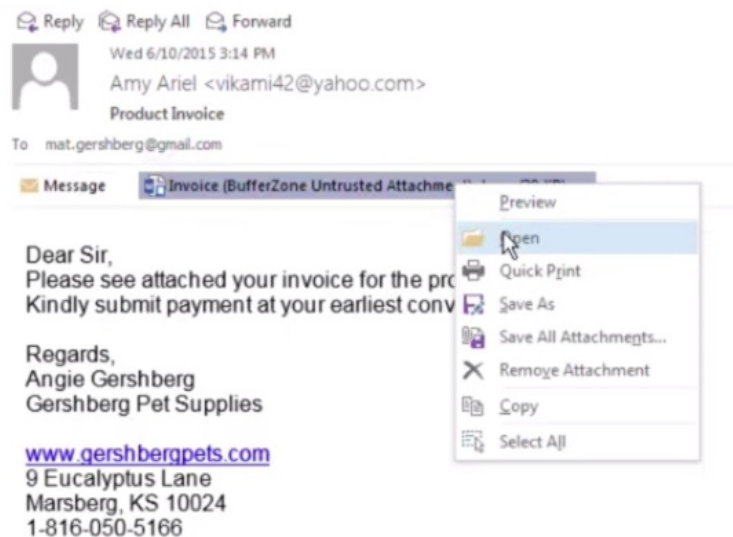 Reply Reply All Forward
Wed 6/10/2015 3:14 PM
Amy Ariel <vikami42@yahoo.com>
Product Invoice
To mat.gershberg@gmail.com
Message Invoice (BufferZone Untrusted
Preview
Open
Quick Print
Save As
Save All Attachments...
Remove Attachment
Copy
Select All
Dear Sir,
Please see attached your invoice for the
Kindly submit payment at your earliest
Regards,
Angie Gershberg
Gershberg Pet Supplies
www.gershbergpets.com
9 Eucalyptus Lane
Marsberg, KS 10024
1-816-050-5166